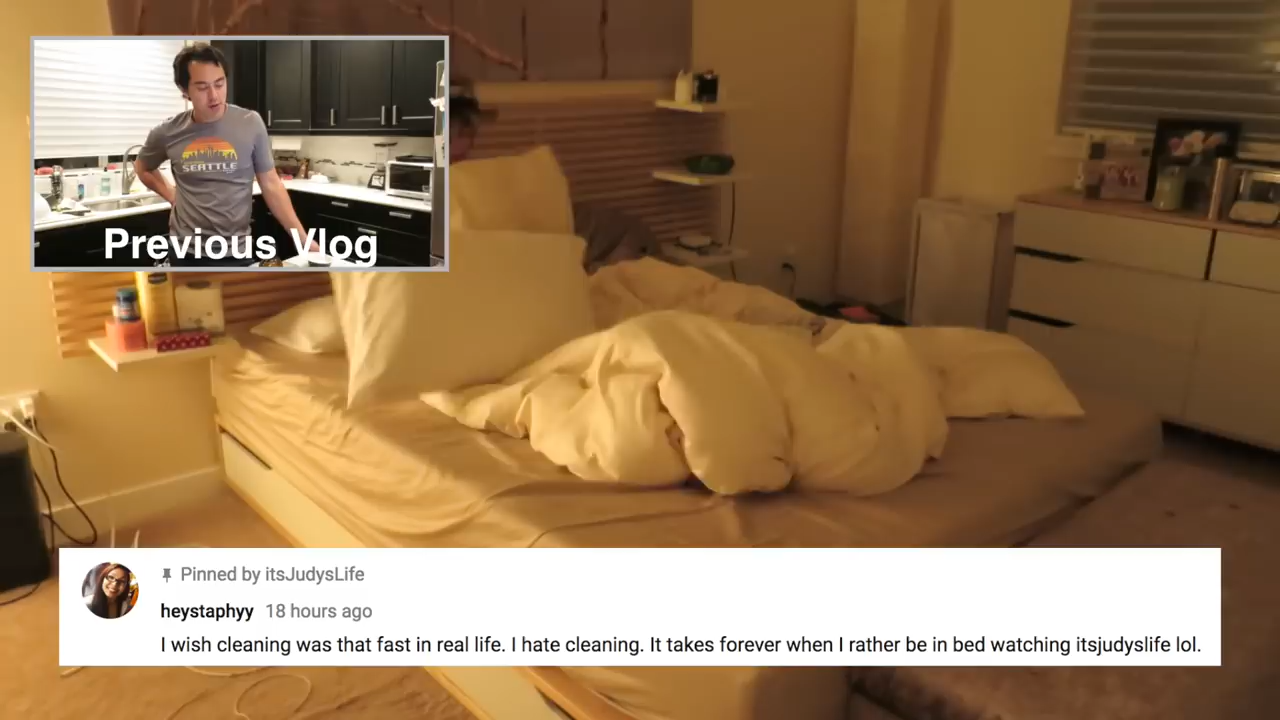 SEATTLE
Previous Vlog
Pinned by itsJudysLife
heystaphyy 18 hours ago
I wish cleaning was that fast in real life. I hate cleaning. It takes forever when I rather be in bed watching itsjudyslife lol.